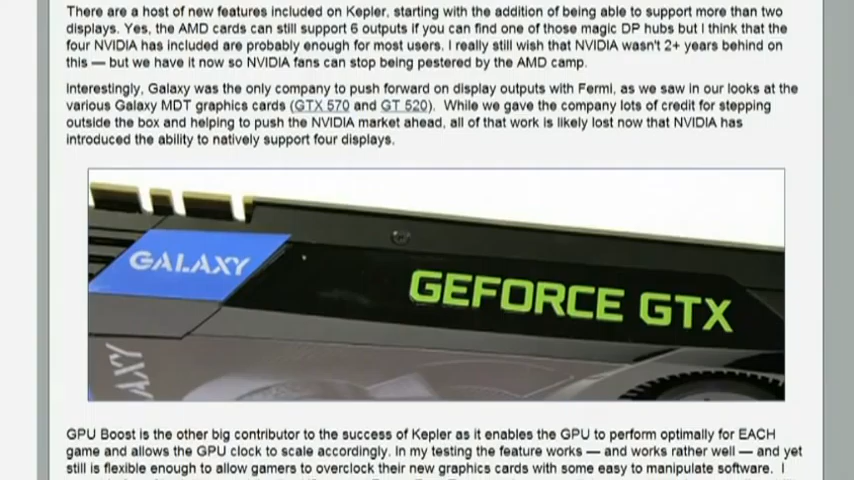 There are a host of new features included on Kepler, starting with the addition of being able to support more than two
displays. Yes, the AMD cards can still support 6 outputs if you can find one of those magic DP hubs but I think that the
four NVIDIA has included are probably enough for most users. I really still wish that NVIDIA wasn't 2+ years behind on
this — but we have it now so NVIDIA fans can stop being pestered by the AMD camp.
Interestingly, Galaxy was the only company to push forward on display outputs with Fermi, as we saw in our looks at the
various Galaxy MDT graphics cards (GTX 570 and GT 520). While we gave the company lots of credit for stepping
outside the box and helping to push the NVIDIA market ahead, all of that work is likely lost now that NVIDIA has
introduced the ability to natively support four displays.
GALAXY
GEFORCE GTX
AXY
GPU Boost is the other big contributor to the success of Kepler as it enables the GPU to perform optimally for EACH
game and allows the GPU clock to scale accordingly. In my testing the feature works — and works rather well — and yet
still is flexible enough to allow gamers to overclock their new graphics cards with some easy to manipulate software. I